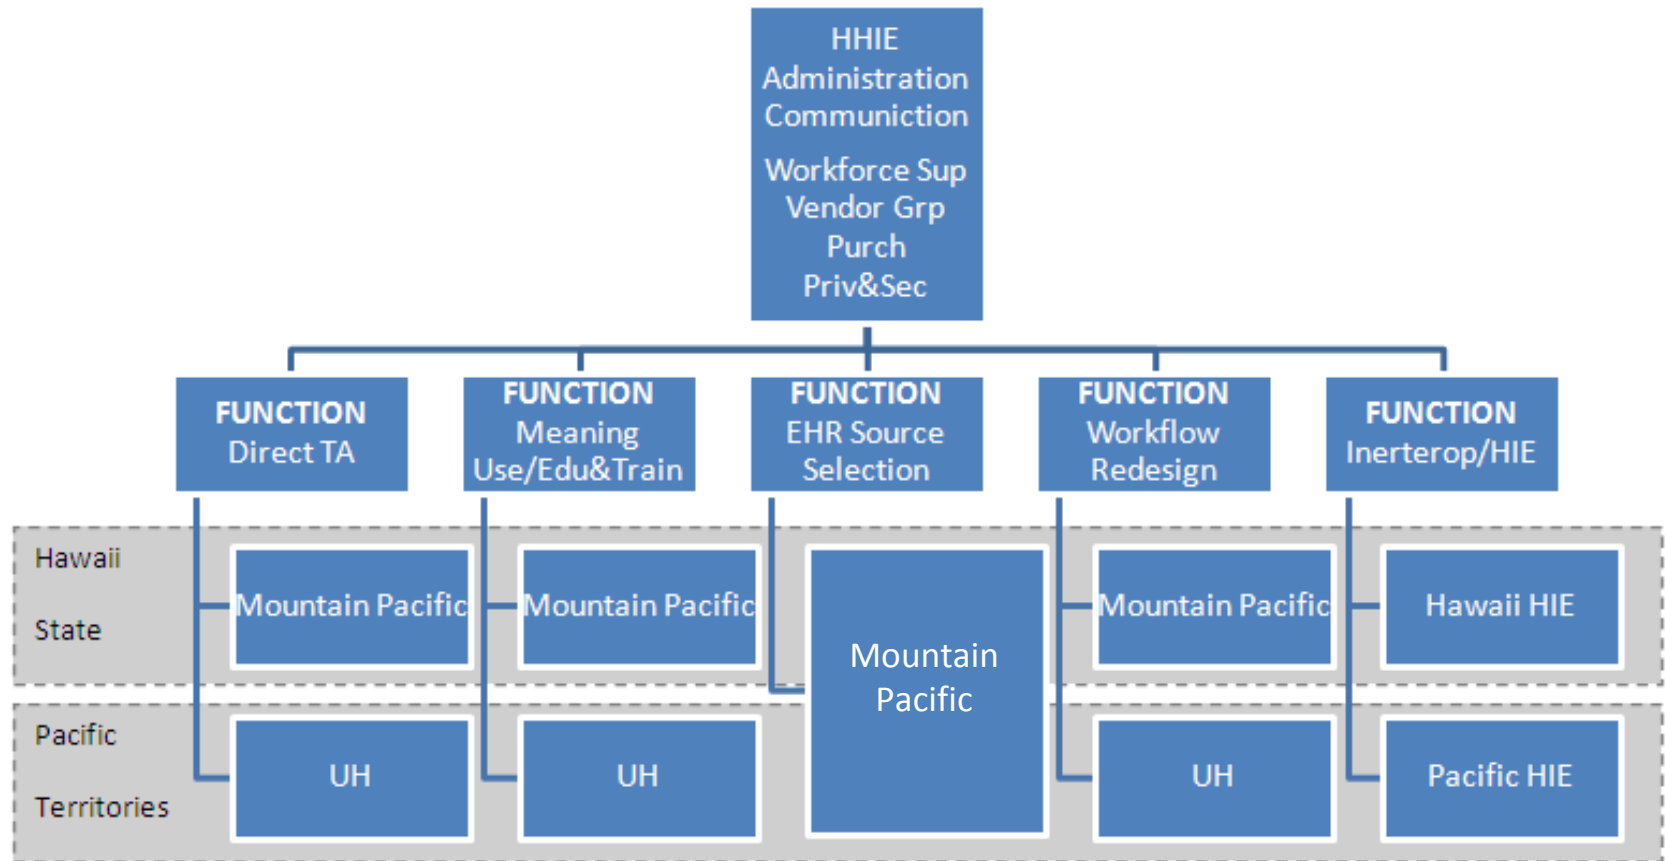 HHIE
Administration
Communiction
Workforce Sup
Vendor Grp
Purch
Priv&Sec
FUNCTION
Direct TA
FUNCTION
Meaning
Use/Edu&Train
FUNCTION
EHR Source
Selection
FUNCTION
Workflow
Redesign
FUNCTION
Inerterop/HIE
Hawaii
State
Mountain Pacific
Mountain Pacific
Mountain
Pacific
Mountain Pacific
Hawaii HIE
Pacific
Territories
UH
UH
UH
Pacific HIE